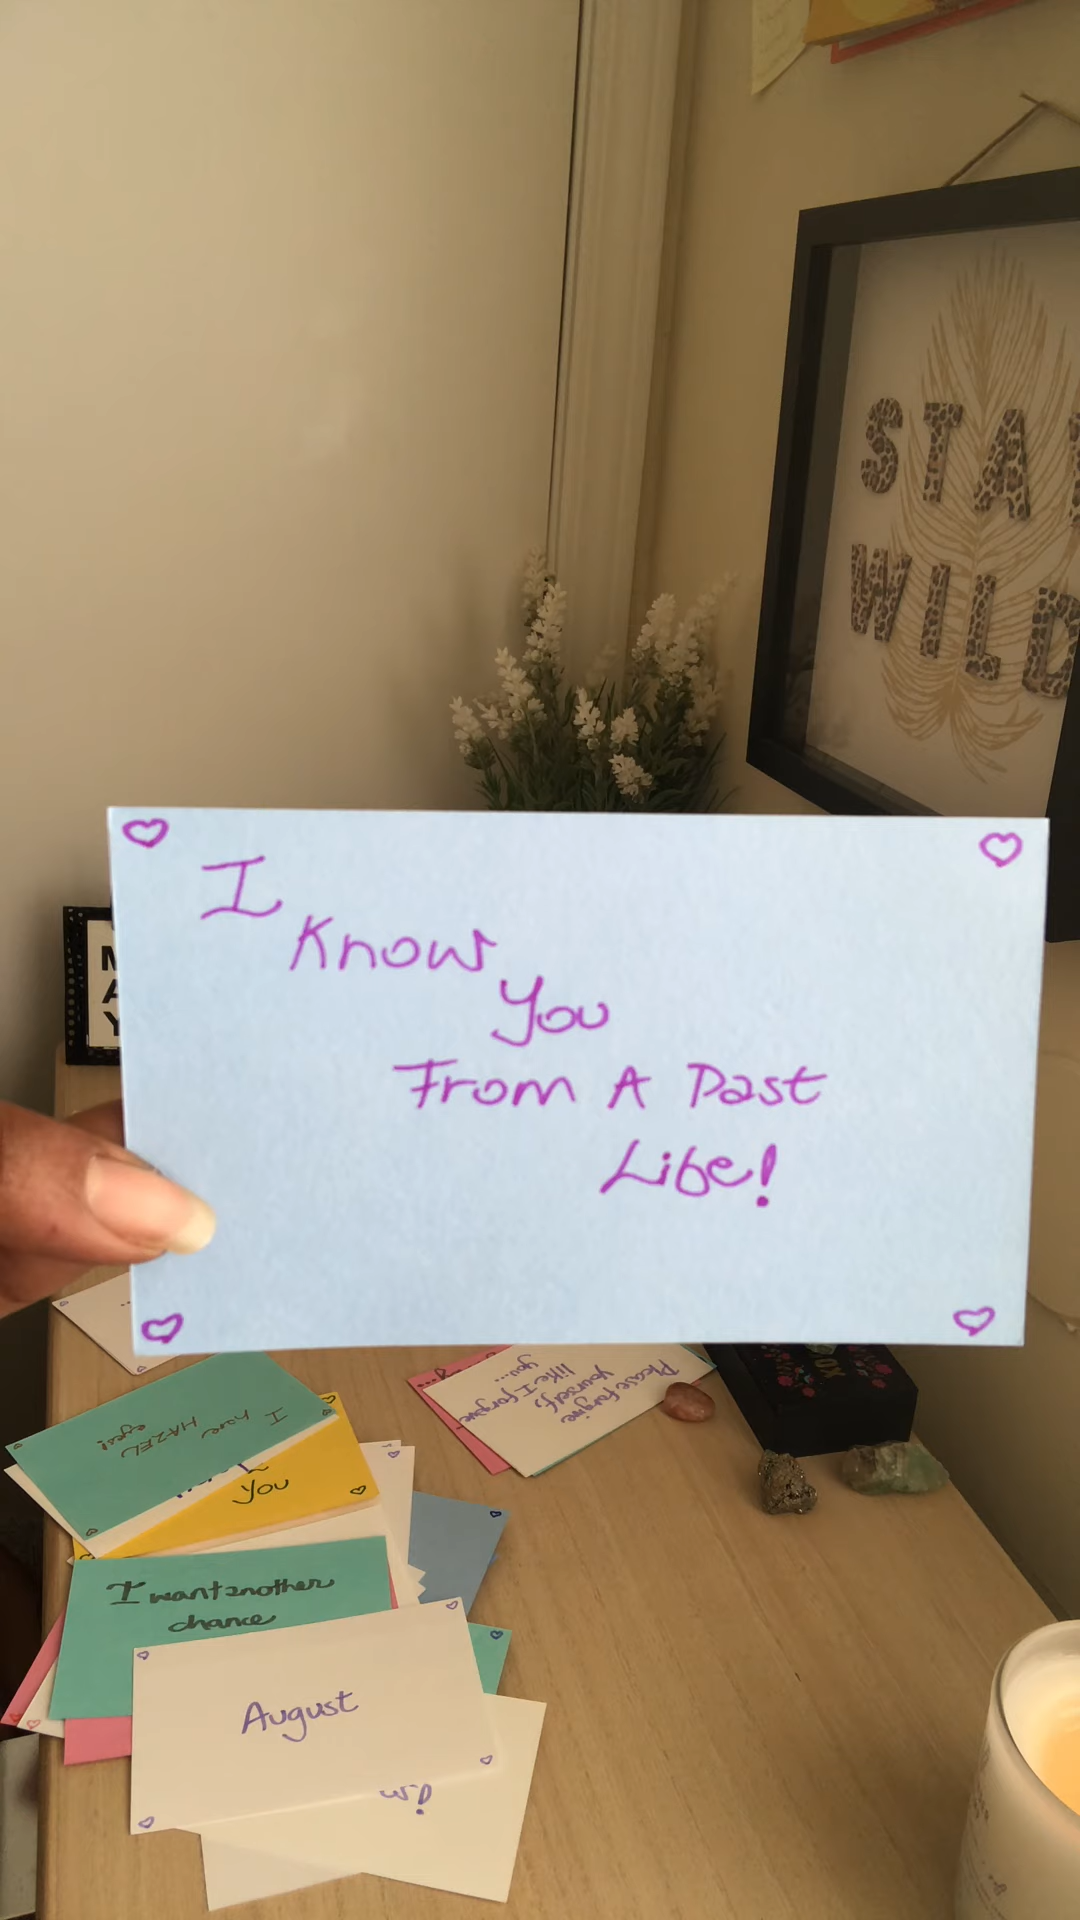 STAY
WILD
M
A
Y
I
Know
You
From A Past
Life!
Please forgive
yourself,
like I forgave
you...
I have HAZEL
eyes!
You
I want another
chance
August